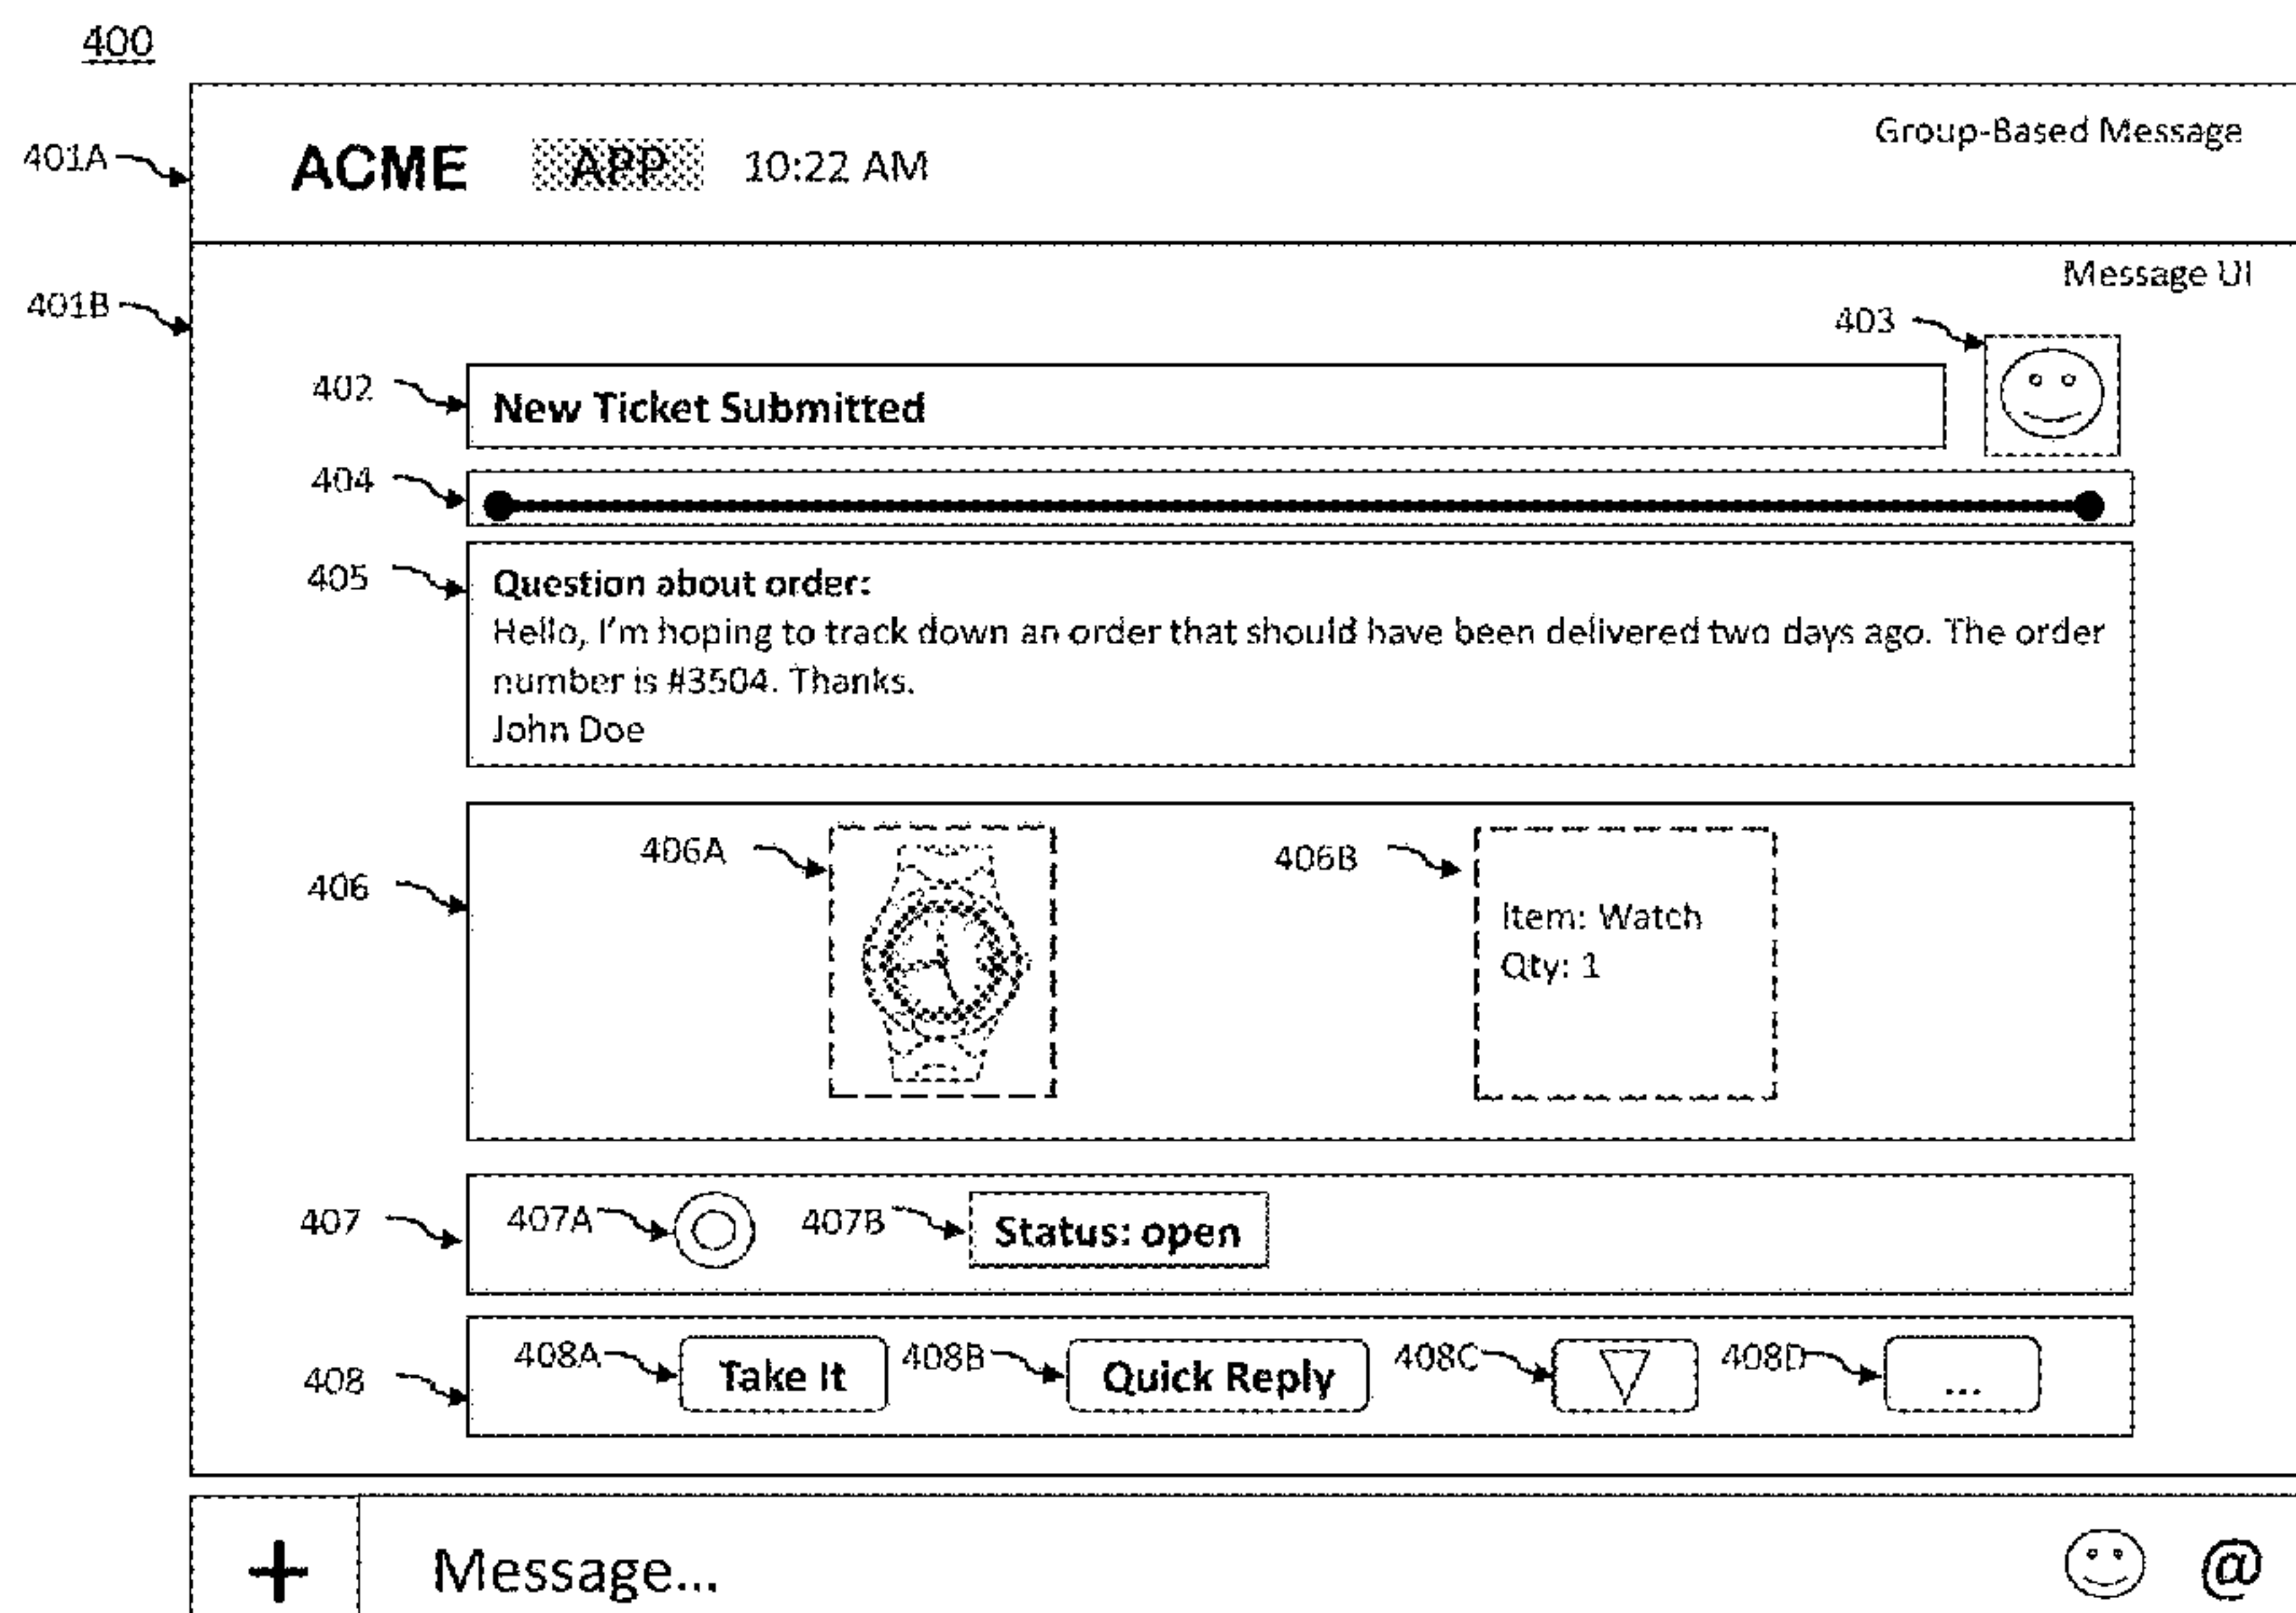 400
401A
ACME APP 10:22 AM
Group-Based Message
401B
Message UI
403
402
New Ticket Submitted
404
405
Question about order:
Hello, I'm hoping to track down an order that should have been delivered two days ago. The order
number is #3504. Thanks.
John Doe
406
406A
406B
Item: Watch
Qty: 1
407
407A
407B
Status: open
408
408A
Take It
408B
Quick Reply
408C
408D
...
+
Message...
@